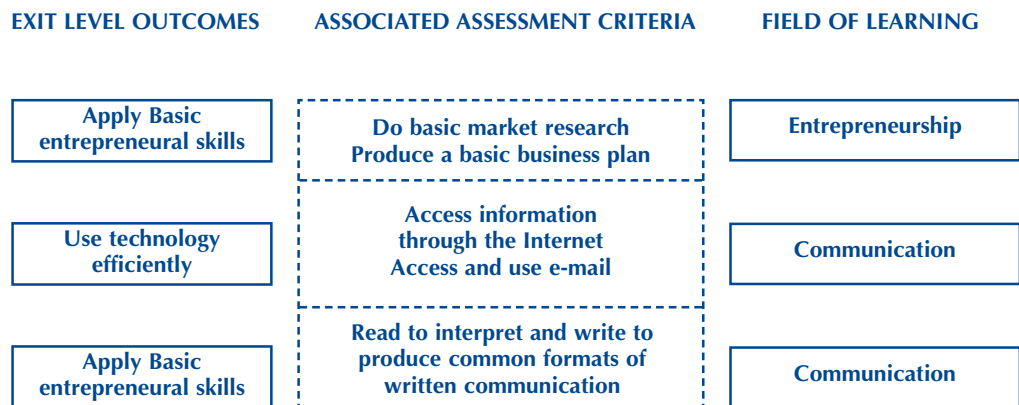 EXIT LEVEL OUTCOMES
ASSOCIATED ASSESSMENT CRITERIA
FIELD OF LEARNING
Apply Basic
entrepreneural skills
Do basic market research
Produce a basic business plan
Entrepreneurship
Use technology
efficiently
Access information
through the Internet
Access and use e-mail
Communication
Apply Basic
entrepreneural skills
Read to interpret and write to
produce common formats of
written communication
Communication